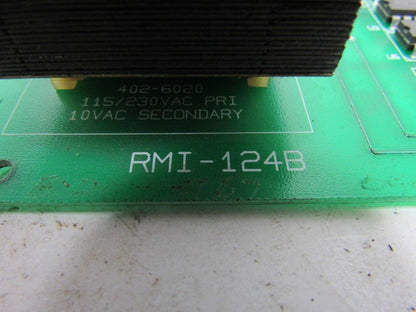 402-6020
115/230VAC PRI
10VAC SECONDARY
RMI-124B